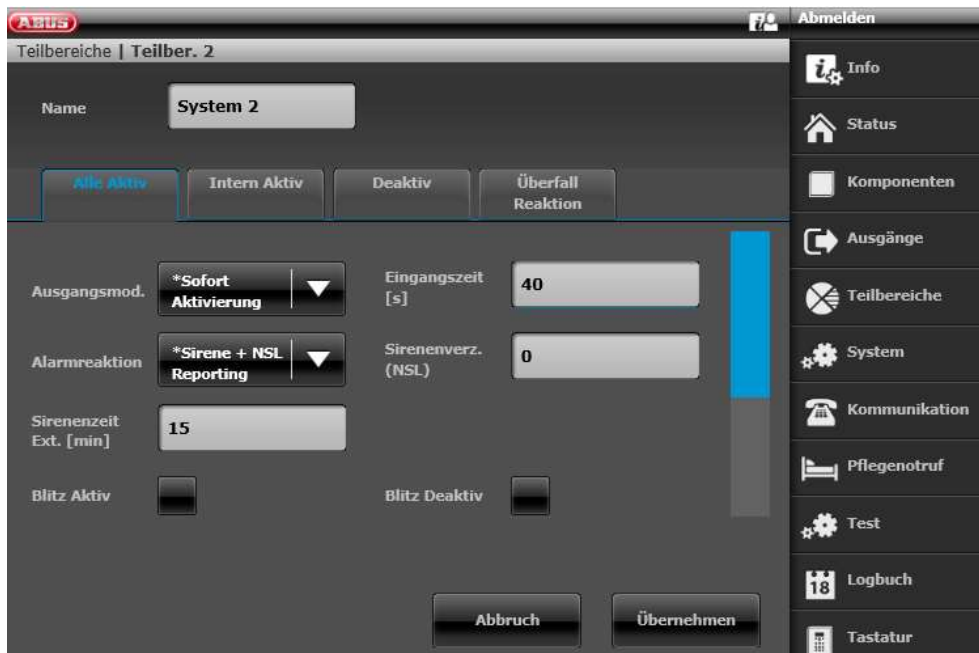 ABUS
Abmelden
Teilbereiche | Teilber. 2
Name
System 2
Alle Aktiv
Intern Aktiv
Deaktiv
Überfall
Reaktion
Ausgangsmod.
*Sofort
Aktivierung
Eingangszeit
[s]
40
Alarmreaktion
*Sirene + NSL
Reporting
Sirenenverz.
(NSL)
0
Sirenenzeit
Ext. [min]
15
Blitz Aktiv
Blitz Deaktiv
Abbruch
Übernehmen
Info
Status
Komponenten
Ausgänge
Teilbereiche
System
Kommunikation
Pflegenotruf
Test
18
Logbuch
Tastatur